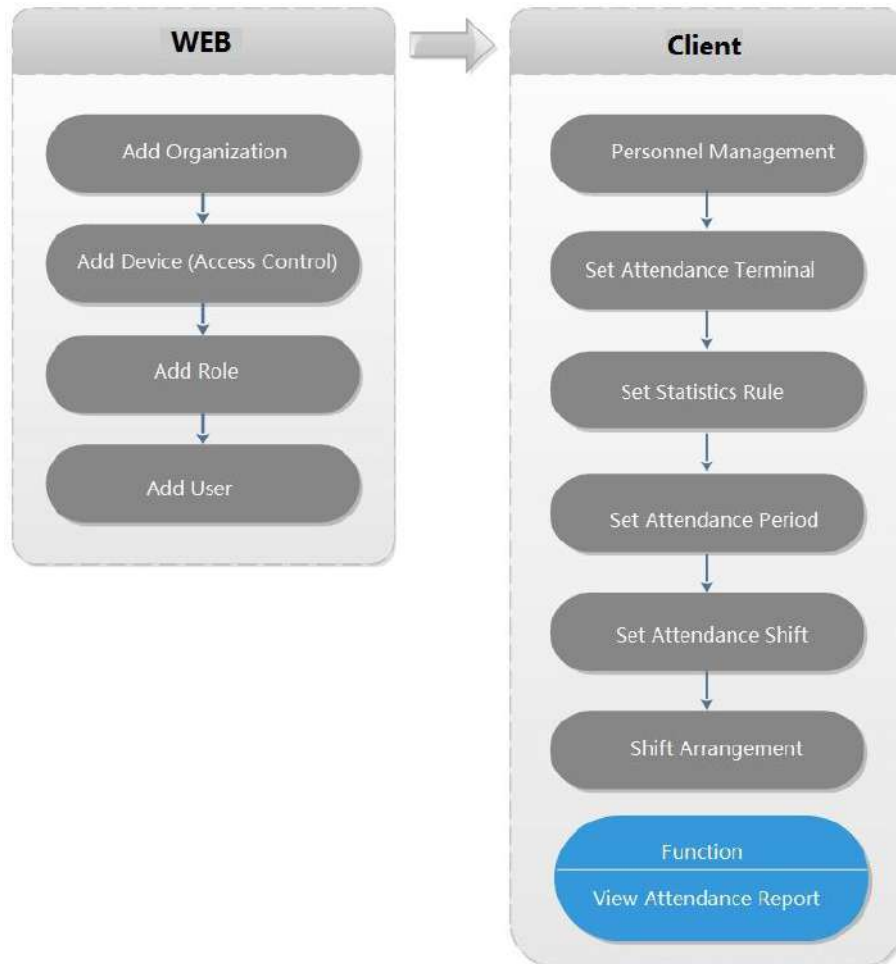 WEB
Add Organization
Add Device (Access Control)
Add Role
Add User
Client
Personnel Management
Set Attendance Terminal
Set Statistics Rule
Set Attendance Period
Set Attendance Shift
Shift Arrangement
Function
View Attendance Report